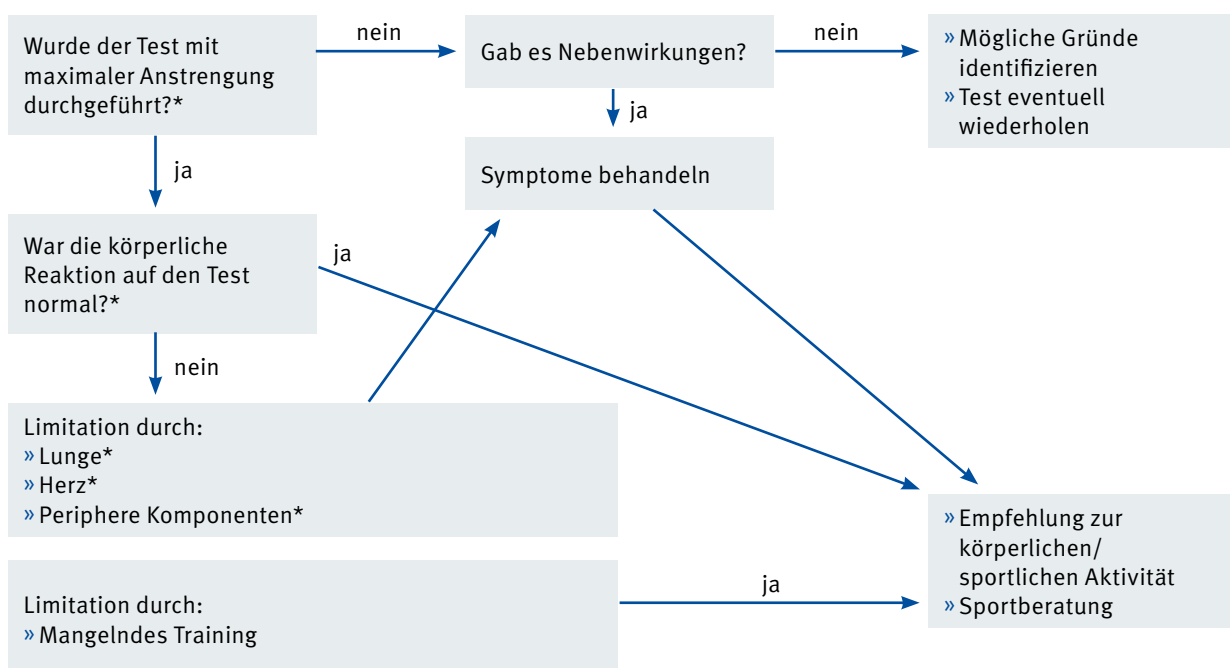 Wurde der Test mit
maximaler Anstrengung
durchgeführt?*
nein
Gab es Nebenwirkungen?
nein
» Mögliche Gründe
identifizieren
» Test eventuell
wiederholen
ja
ja
Symptome behandeln
War die körperliche
Reaktion auf den Test
normal?*
ja
nein
Limitation durch:
» Lunge*
» Herz*
» Periphere Komponenten*
» Empfehlung zur
körperlichen/
sportlichen Aktivität
» Sportberatung
Limitation durch:
» Mangelndes Training
ja